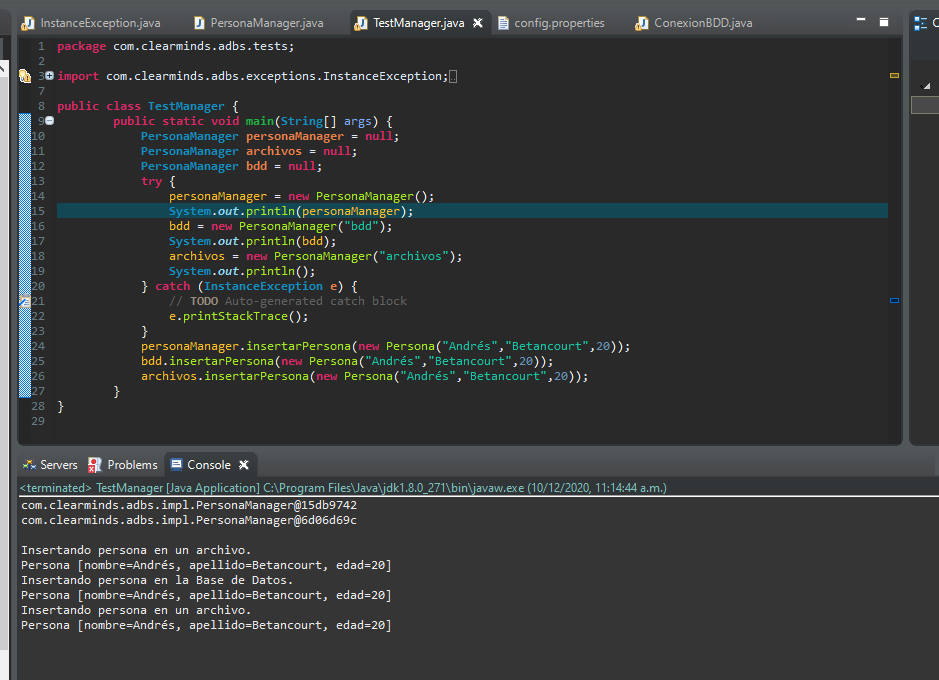 InstanceException.java PersonaManager.java TestManager.java config.properties ConexionBDD.java
1 package com.clearminds.adbs.tests;
2
3 import com.clearminds.adbs.exceptions.InstanceException;
7
8 public class TestManager {
9 public static void main(String[] args) {
10 PersonaManager personaManager = null;
11 PersonaManager archivos = null;
12 PersonaManager bdd = null;
13 try {
14 personaManager = new PersonaManager();
15 System.out.println(personaManager);
16 bdd = new PersonaManager("bdd");
17 System.out.println(bdd);
18 archivos = new PersonaManager("archivos");
19 System.out.println();
20 } catch (InstanceException e) {
21 // TODO Auto-generated catch block
22 e.printStackTrace();
23 }
24 personaManager.insertarPersona(new Persona("Andrés","Betancourt",20));
25 bdd.insertarPersona(new Persona("Andrés","Betancourt",20));
26 archivos.insertarPersona(new Persona("Andrés","Betancourt",20));
27 }
28 }
29
Servers Problems Console
<terminated> TestManager [Java Application] C:\Program Files\Java\jdk1.8.0_271\bin\javaw.exe (10/12/2020, 11:14:44 a.m.)
com.clearminds.adbs.impl.PersonaManager@15db9742
com.clearminds.adbs.impl.PersonaManager@6d06d69c
Insertando persona en un archivo.
Persona [nombre=Andrés, apellido=Betancourt, edad=20]
Insertando persona en la Base de Datos.
Persona [nombre=Andrés, apellido=Betancourt, edad=20]
Insertando persona en un archivo.
Persona [nombre=Andrés, apellido=Betancourt, edad=20]